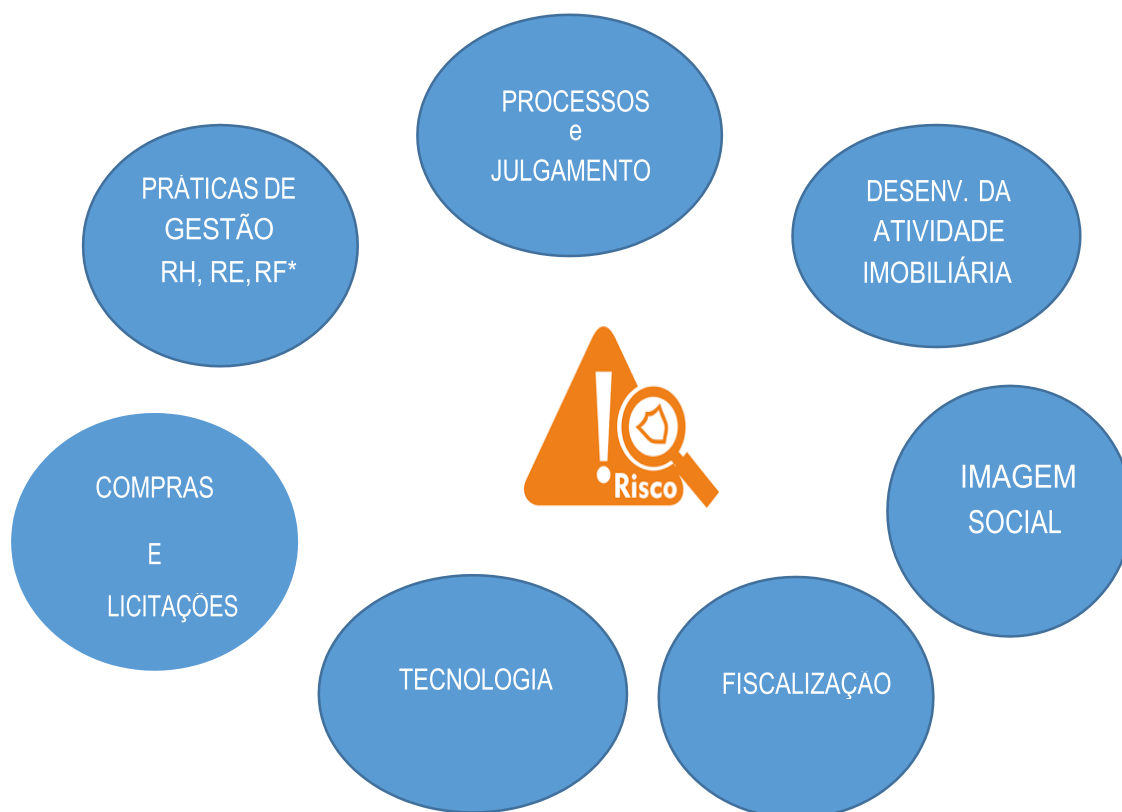 PROCESSOS
e
JULGAMENTO
PRÁTICAS DE
GESTÃO
RH, RE, RF*
DESENV. DA
ATIVIDADE
IMOBILIÁRIA
COMPRAS
E
LICITAÇÕES
Risco
IMAGEM
SOCIAL
TECNOLOGIA
FISCALIZAÇÃO